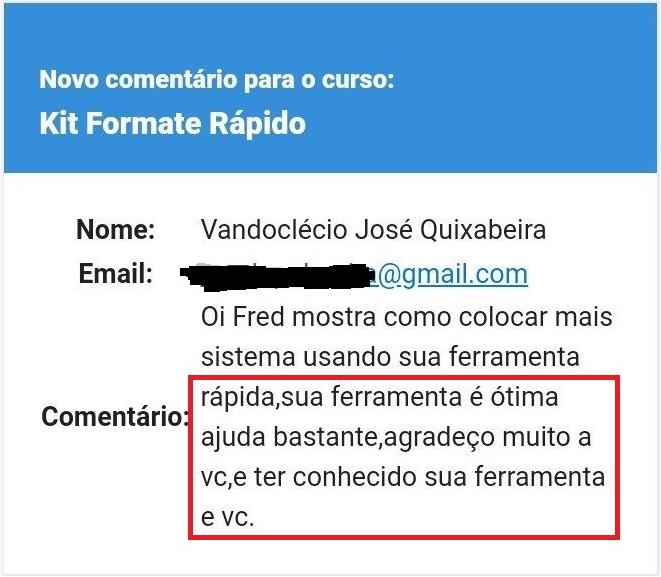 Novo comentário para o curso:
Kit Formate Rápido
Nome: Vandoclécio José Quixabeira
Email: @gmail.com
Oi Fred mostra como colocar mais
sistema usando sua ferramenta
Comentário: rápida,sua ferramenta é ótima
ajuda bastante,agradeço muito a
vc,e ter conhecido sua ferramenta
e vc.